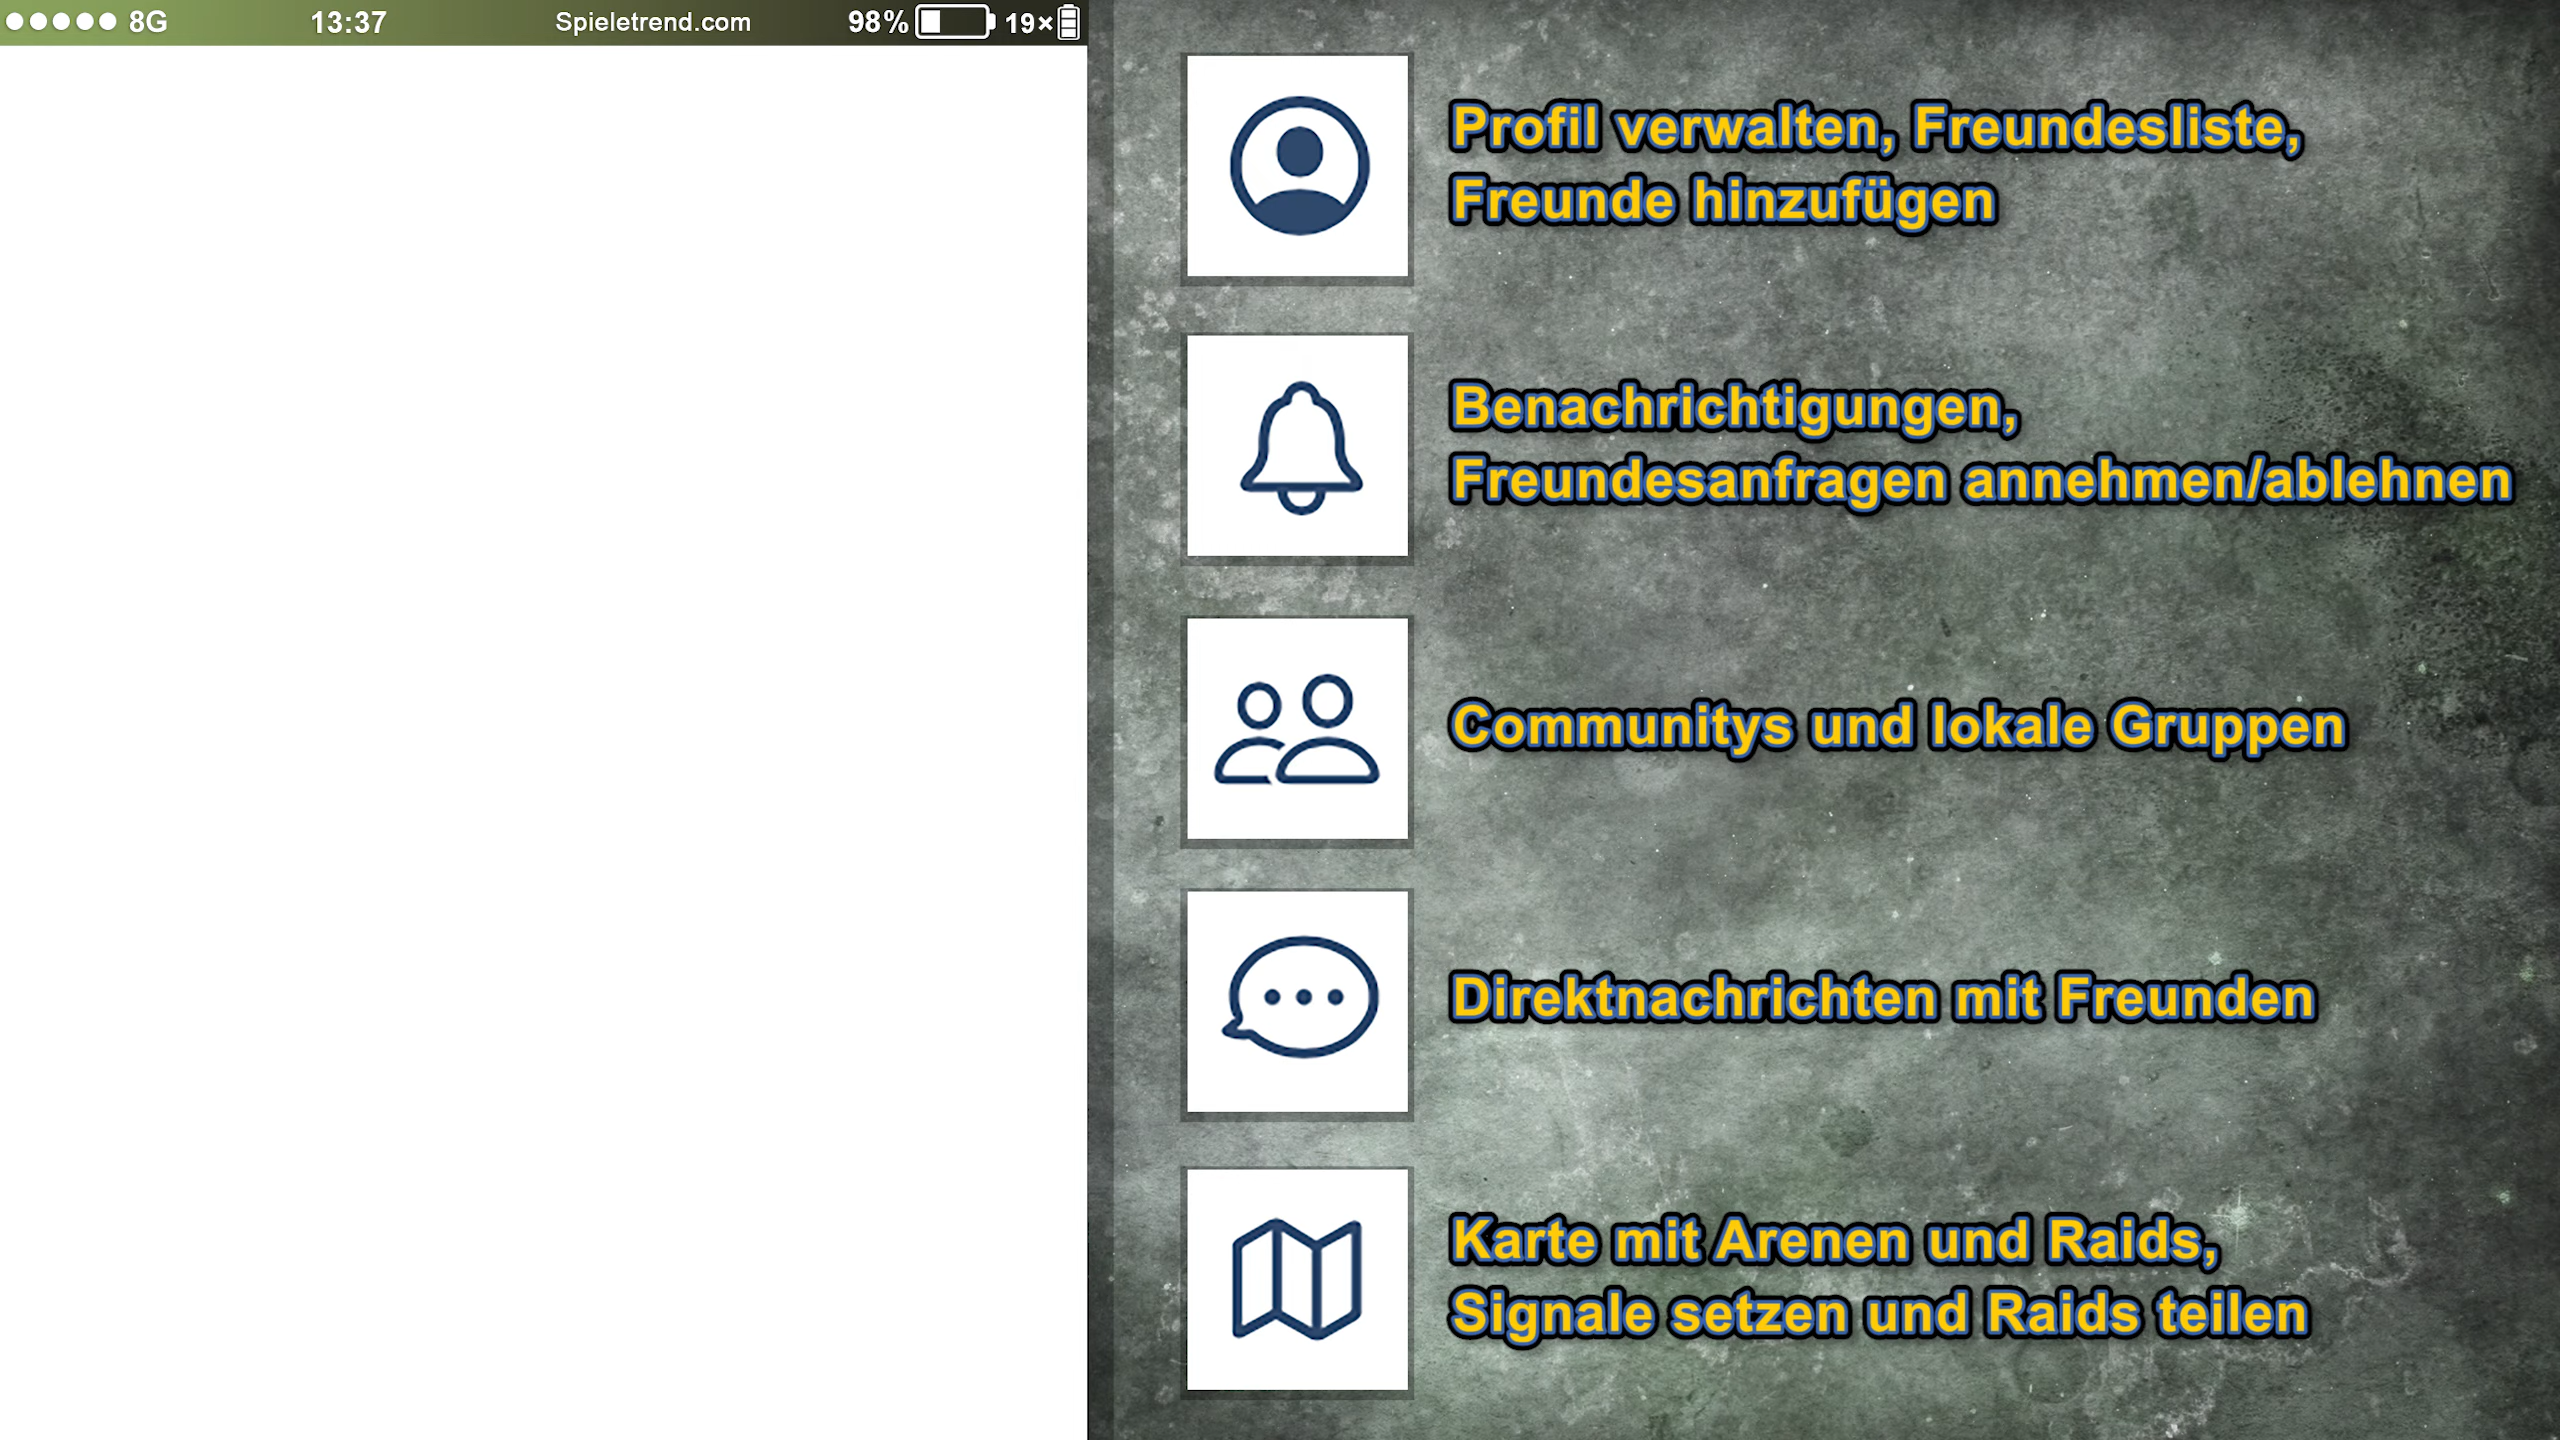 8G 13:37 Spieletrend.com 98% 19×
Profil verwalten, Freundesliste,
Freunde hinzufügen
Benachrichtigungen,
Freundesanfragen annehmen/ablehnen
Communitys und lokale Gruppen
Direktnachrichten mit Freunden
Karte mit Arenen und Raids,
Signale setzen und Raids teilen